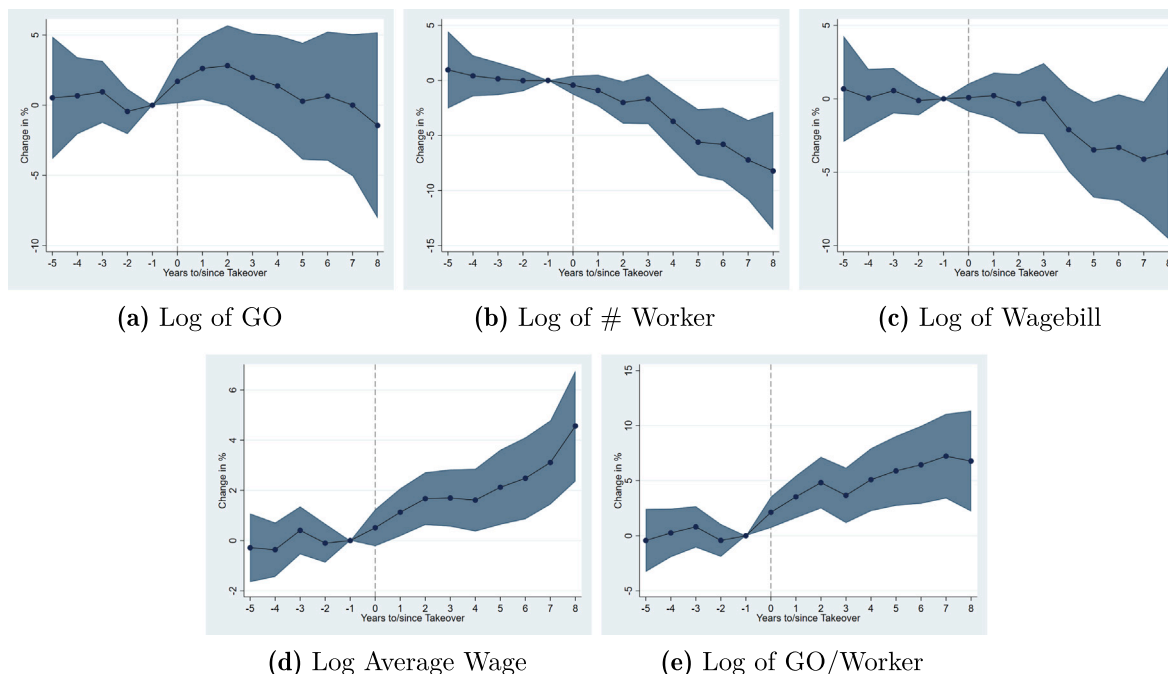 5
0
-5
-10
Change in %
-5 -4 -3 -2 -1 0 1 2 3 4 5 6 7 8
Years to/since Takeover
(a) Log of GO
5
0
-5
-10
-15
Change in %
-5 -4 -3 -2 -1 0 1 2 3 4 5 6 7 8
Years to/since Takeover
(b) Log of # Worker
5
0
-5
-10
Change in %
-5 -4 -3 -2 -1 0 1 2 3 4 5 6 7 8
Years to/since Takeover
(c) Log of Wagebill
6
4
2
0
-2
Change in %
-5 -4 -3 -2 -1 0 1 2 3 4 5 6 7 8
Years to/since Takeover
(d) Log Average Wage
15
10
5
0
-5
Change in %
-5 -4 -3 -2 -1 0 1 2 3 4 5 6 7 8
Years to/since Takeover
(e) Log of GO/Worker